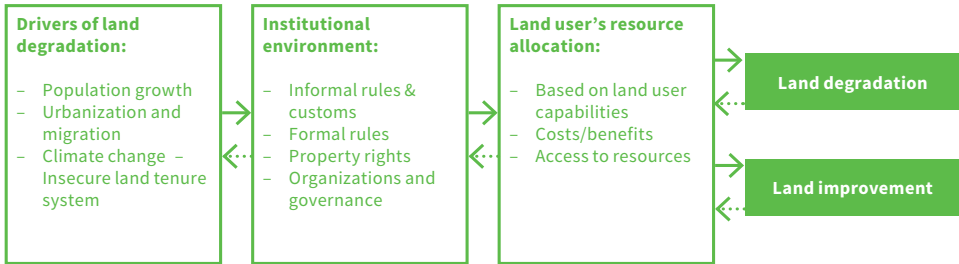 Drivers of land
degradation:
– Population growth
– Urbanization and
migration
– Climate change –
Insecure land tenure
system
Institutional
environment:
– Informal rules &
customs
– Formal rules
– Property rights
– Organizations and
governance
Land user’s resource
allocation:
– Based on land user
capabilities
– Costs/benefits
– Access to resources
Land degradation
Land improvement